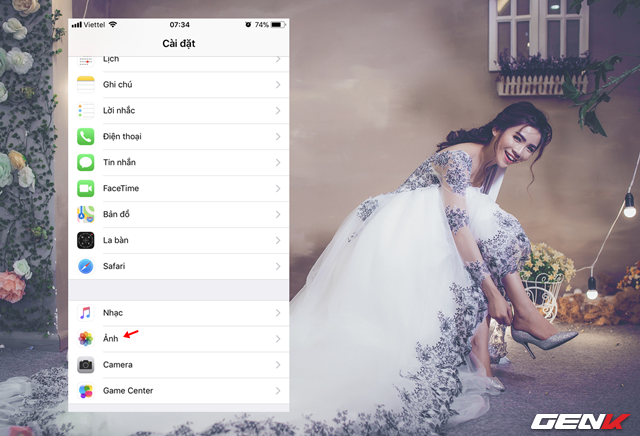 Viettel 07:34 74%
Cài đặt
Lịch
Ghi chú
Lời nhắc
Điện thoại
Tin nhắn
FaceTime
Bản đồ
La bàn
Safari
Nhạc
Ảnh
Camera
Game Center
GENK